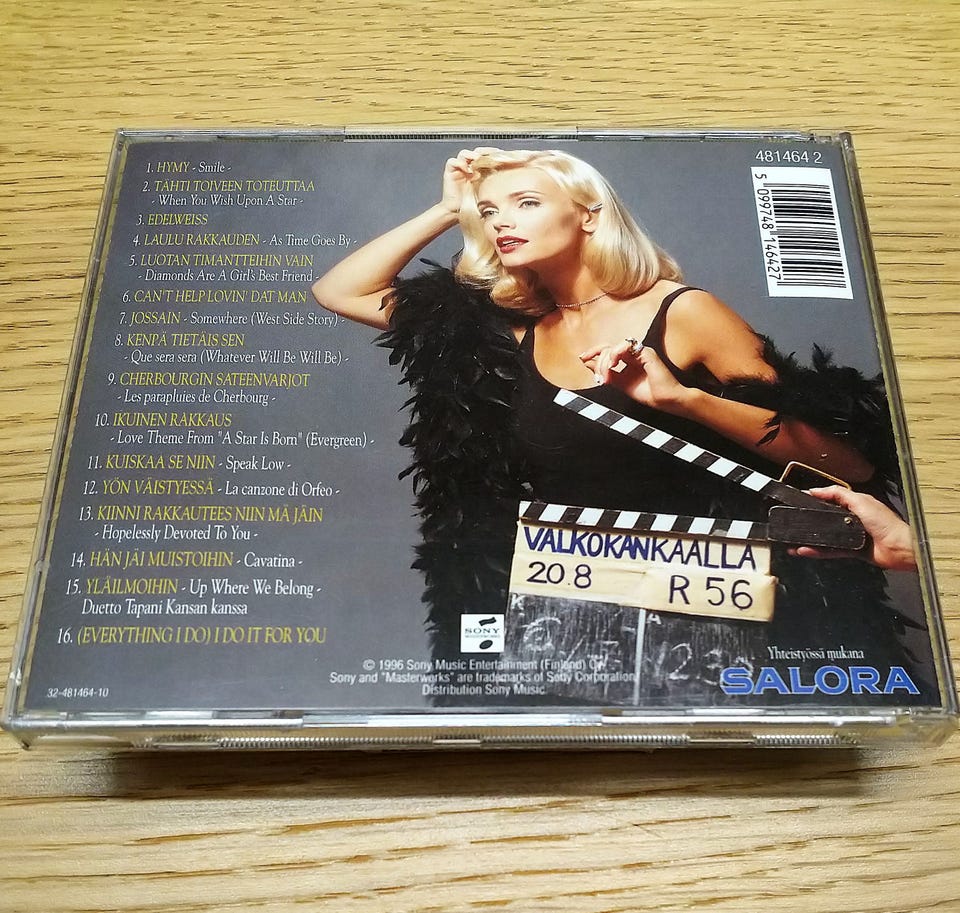 1. HYMY - Smile -
2. TÄHTI TOIVEEN TOTEUTTAA
- When You Wish Upon A Star -
3. EDELWEISS
4. LAULU RAKKAUDEN - As Time Goes By -
5. LUOTAN TIMANTTEIHIN VAIN
- Diamonds Are A Girl's Best Friend -
6. CAN'T HELP LOVIN' DAT MAN
7. JOSSAIN - Somewhere (West Side Story) -
8. KENPÄ TIETÄIS SEN
- Que sera sera (Whatever Will Be Will Be) -
9. CHERBOURGIN SATEENVARJOT
- Les parapluies de Cherbourg -
10. IKUINEN RAKKAUS
- Love Theme From "A Star Is Born" (Evergreen) -
11. KUISKAA SE NIIN - Speak Low -
12. YÖN VÄISTYESSÄ - La canzone di Orfeo -
13. KIINNI RAKKAUTEES NIIN MÄ JÄIN
- Hopelessly Devoted To You -
14. HÄN JÄI MUISTOIHIN - Cavatina -
15. YLÄILMOIHIN - Up Where We Belong -
Duetto Tapani Kansan kanssa
16. (EVERYTHING I DO) I DO IT FOR YOU
481464 2
5 099748 146427
VALKOKANKAALLA
20.8 R 56
SONY
MASTERWORKS
© 1996 Sony Music Entertainment (Finland) Oy
Sony and "Masterworks" are trademarks of Sony Corporation.
Distribution Sony Music.
32-481464-10
Yhteistyössä mukana
SALORA